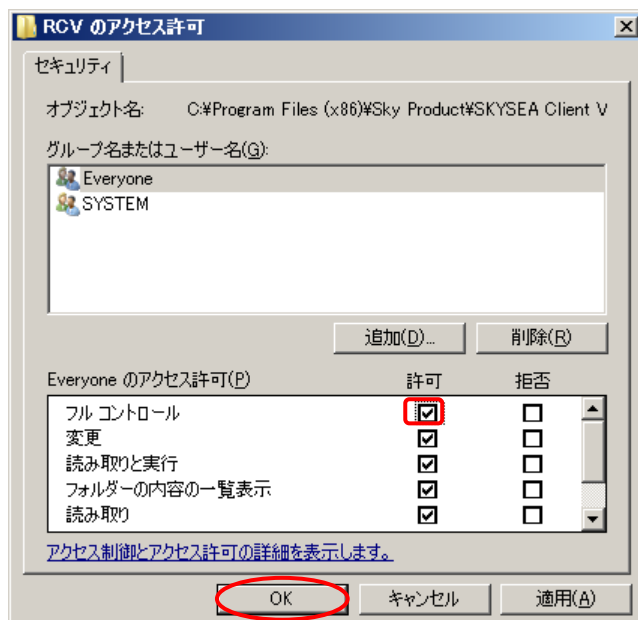 RCV のアクセス許可
セキュリティ
オブジェクト名: C:¥Program Files (x86)¥Sky Product¥SKYSEA Client V
グループ名またはユーザー名(G):
Everyone
SYSTEM
追加(D)... 削除(R)
Everyone のアクセス許可(P) 許可 拒否
フル コントロール
変更
読み取りと実行
フォルダーの内容の一覧表示
読み取り
アクセス制御とアクセス許可の詳細を表示します。
OK キャンセル 適用(A)